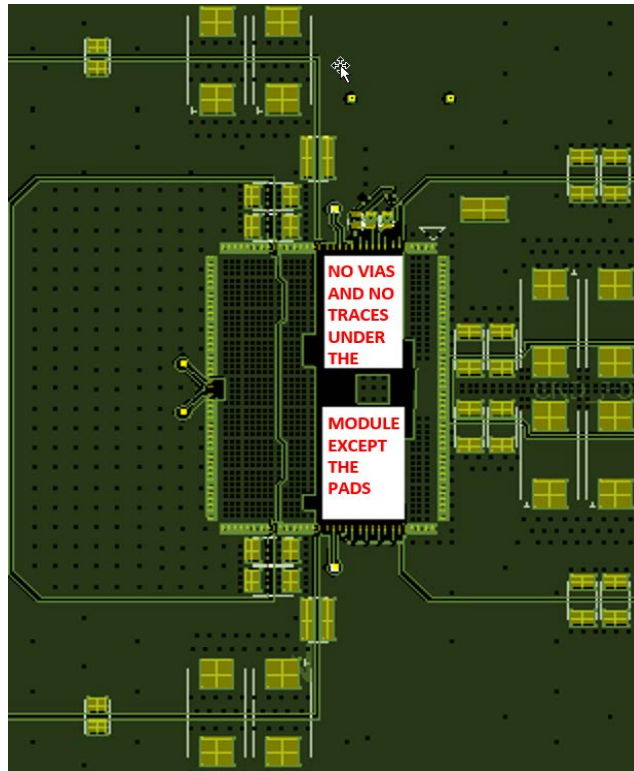 NO VIAS
AND NO
TRACES
UNDER
THE
MODULE
EXCEPT
THE
PADS